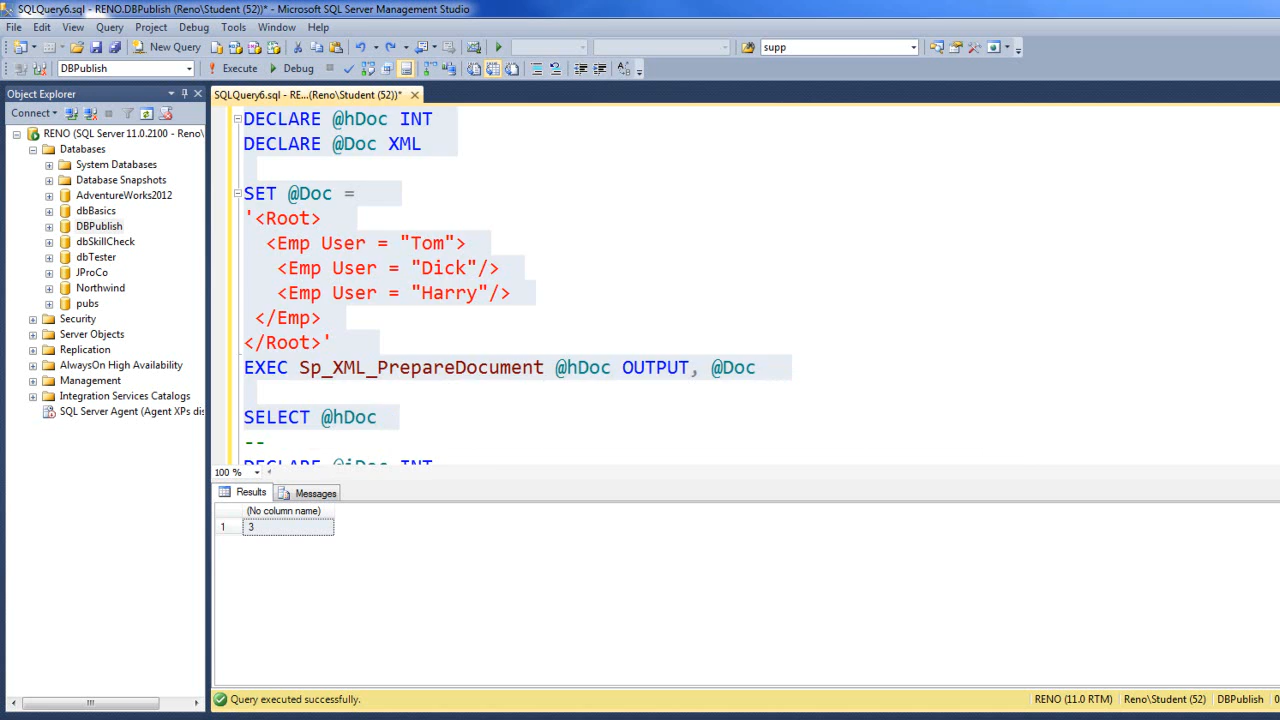 SQLQuery6.sql - RENO.DBPublish (Reno\Student (52))* - Microsoft SQL Server Management Studio
File Edit View Query Project Debug Tools Window Help
New Query supp
DBPublish Execute Debug
Object Explorer
Connect
RENO (SQL Server 11.0.2100 - Reno\
Databases
System Databases
Database Snapshots
AdventureWorks2012
dbBasics
DBPublish
dbSkillCheck
dbTester
JProCo
Northwind
pubs
Security
Server Objects
Replication
AlwaysOn High Availability
Management
Integration Services Catalogs
SQL Server Agent (Agent XPs dis
SQLQuery6.sql - RE...(Reno\Student (52))*
DECLARE @hDoc INT
DECLARE @Doc XML
SET @Doc =
'<Root>
<Emp User = "Tom">
<Emp User = "Dick"/>
<Emp User = "Harry"/>
</Emp>
</Root>'
EXEC Sp_XML_PrepareDocument @hDoc OUTPUT, @Doc
SELECT @hDoc
--
DECLARE @iDoc INT
100 %
Results Messages
(No column name)
1 3
Query executed successfully.
RENO (11.0 RTM) Reno\Student (52) DBPublish 0